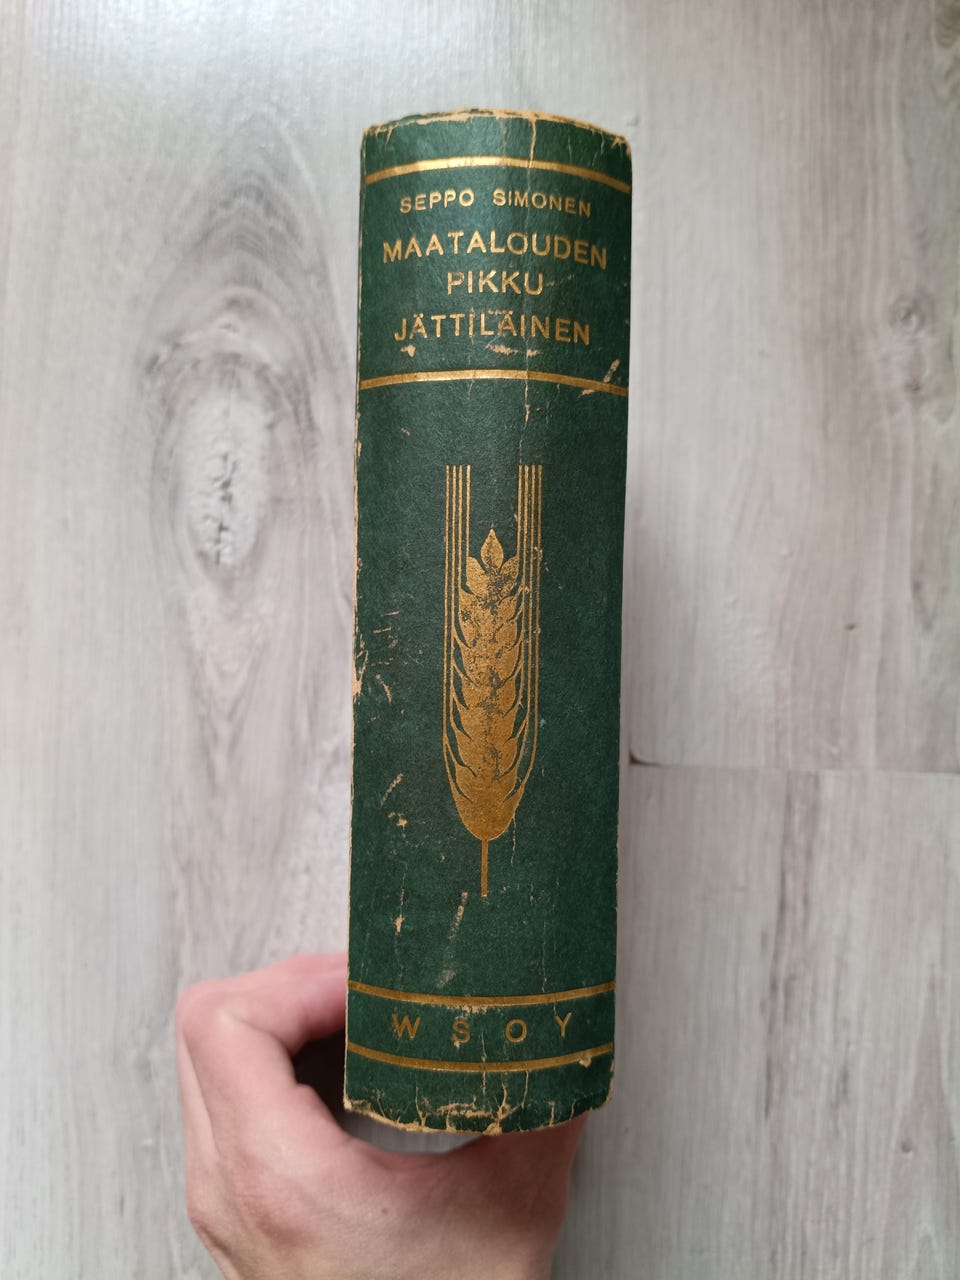 SEPPO SIMONEN
MAATALOUDEN
PIKKU-
JÄTTILÄINEN
WSOY